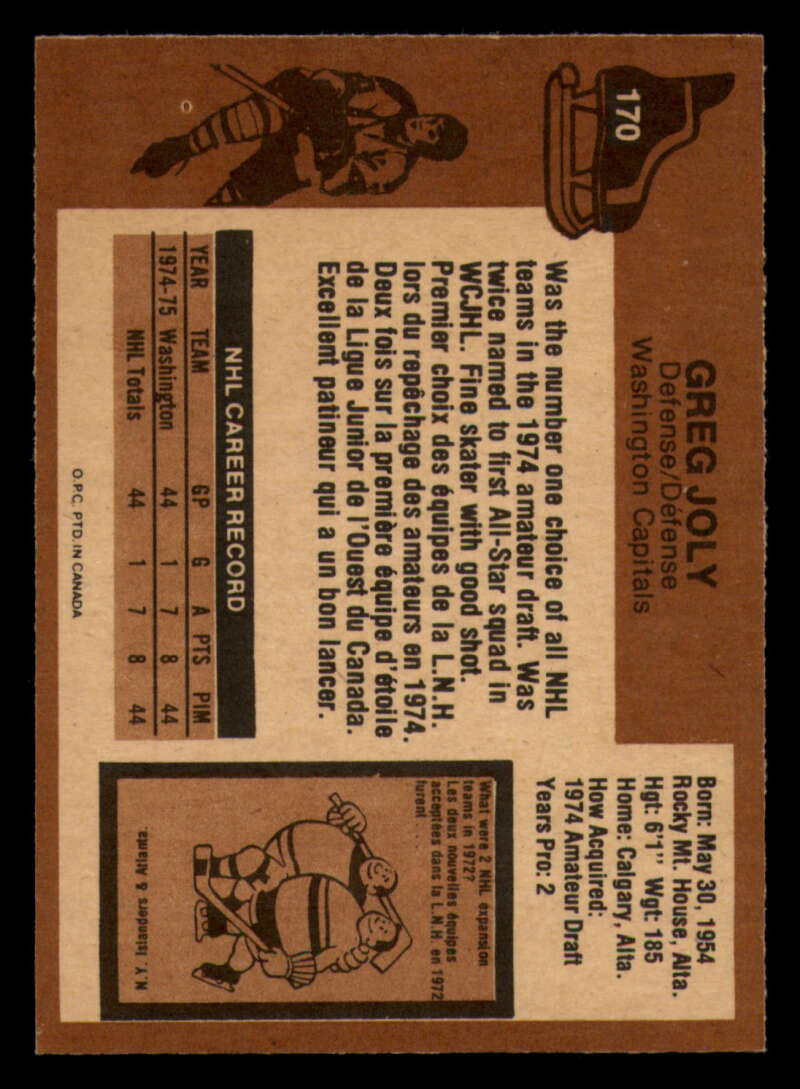 170
GREG JOLY
Defense/Défense
Washington Capitals
Born: May 30, 1954
Rocky Mt. House, Alta.
Hgt: 6'1" Wgt: 185
Home: Calgary, Alta.
How Acquired:
1974 Amateur Draft
Years Pro: 2
Was the number one choice of all NHL
teams in the 1974 amateur draft. Was
twice named to first All-Star squad in
WCJHL. Fine skater with good shot.
Premier choix des équipes de la L.N.H.
lors du repêchage des amateurs en 1974.
Deux fois sur la première équipe d'étoile
de la Ligue Junior de l'Ouest du Canada.
Excellent patineur qui a un bon lancer.
NHL CAREER RECORD
YEAR TEAM GP G A PTS PIM
1974-75 Washington 44 1 7 8 44
NHL Totals 44 1 7 8 44
What were 2 NHL expansion
teams in 1972?
Les deux nouvelles équipes
acceptées dans la L.N.H. en 1972
furent . . .
N.Y. Islanders & Atlanta.
O.P.C. PTD. IN CANADA